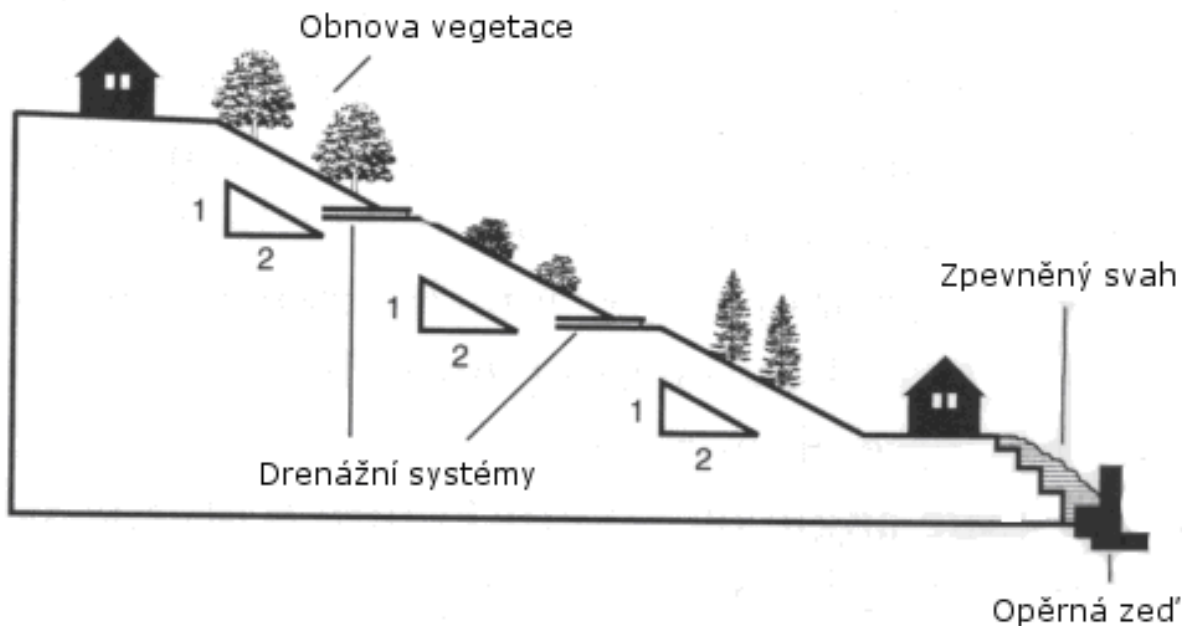 Obnova vegetace
1
2
Zpevněný svah
1
2
1
2
Drenážní systémy
Opěrná zeď